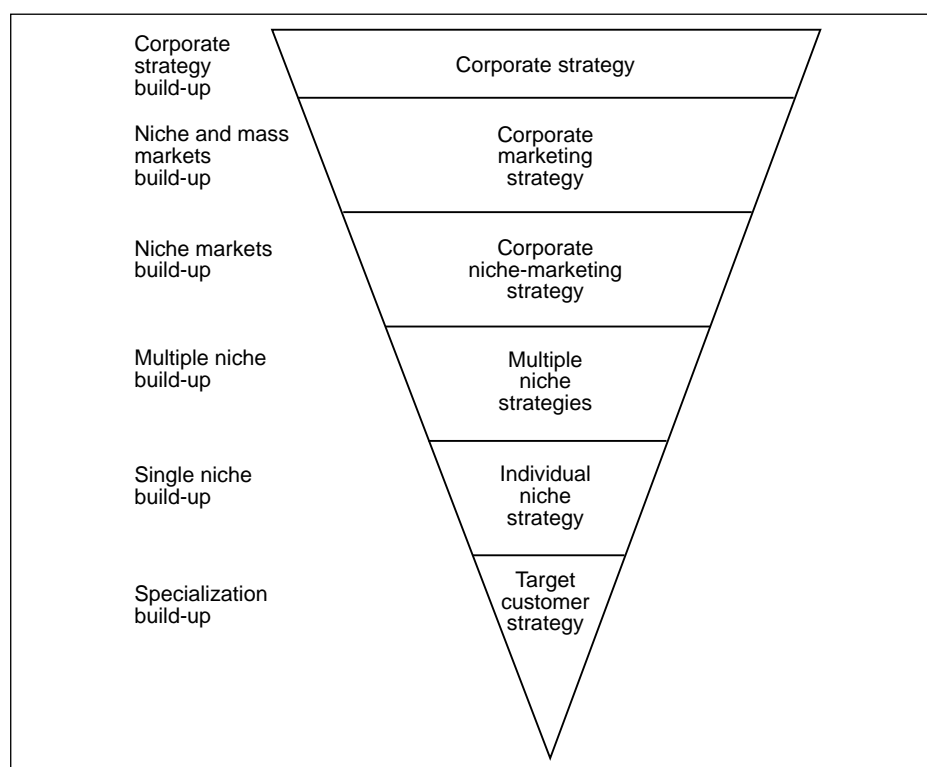 Corporate
strategy
build-up
Corporate strategy
Niche and mass
markets
build-up
Corporate
marketing
strategy
Niche markets
build-up
Corporate
niche-marketing
strategy
Multiple niche
build-up
Multiple
niche
strategies
Single niche
build-up
Individual
niche
strategy
Specialization
build-up
Target
customer
strategy